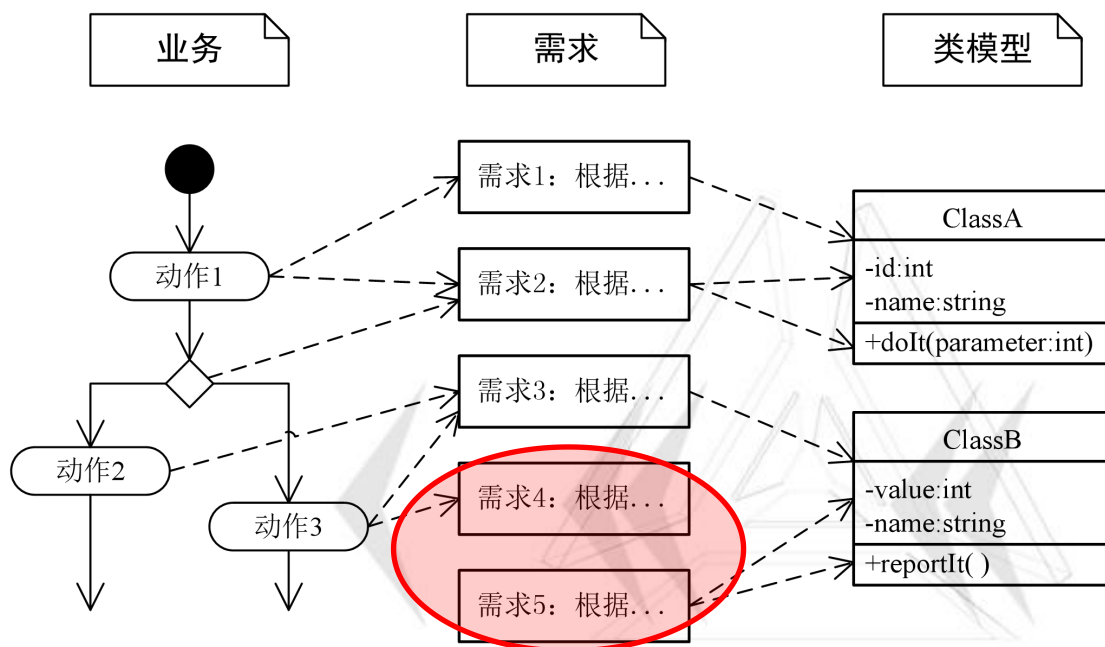 业务
需求
类模型
动作1
动作2
动作3
需求1: 根据...
需求2: 根据...
需求3: 根据...
需求4: 根据...
需求5: 根据...
ClassA
-id:int
-name:string
+doIt(parameter:int)
ClassB
-value:int
-name:string
+reportIt( )